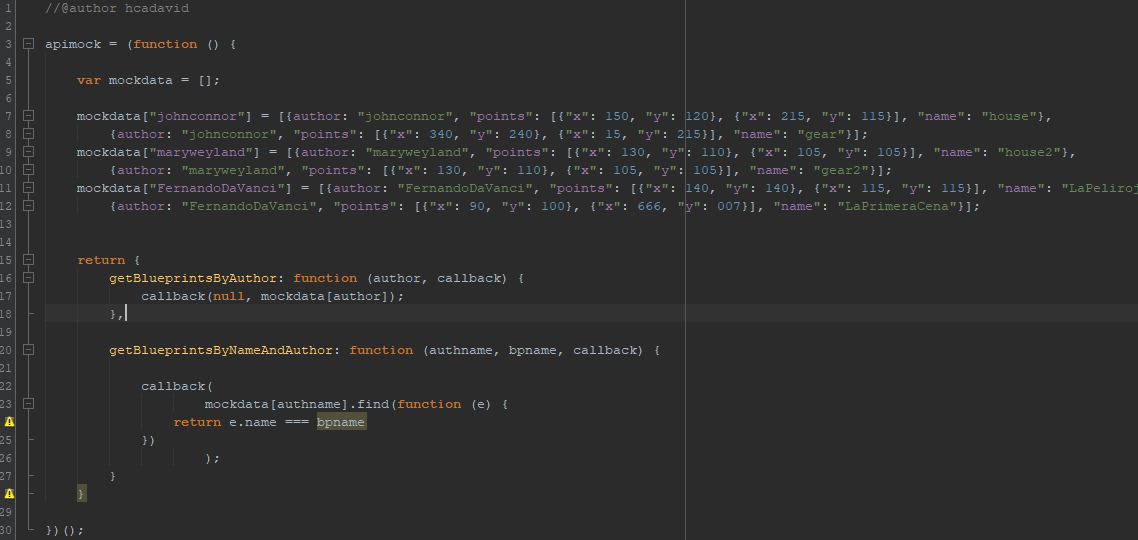 1 //@author hcadavid
2
3 apimock = (function () {
4
5     var mockdata = [];
6
7     mockdata["johnconnor"] = [{author: "johnconnor", "points": [{"x": 150, "y": 120}, {"x": 215, "y": 115}], "name": "house"},
8         {author: "johnconnor", "points": [{"x": 340, "y": 240}, {"x": 15, "y": 215}], "name": "gear"}];
9     mockdata["maryweyland"] = [{author: "maryweyland", "points": [{"x": 130, "y": 110}, {"x": 105, "y": 105}], "name": "house2"},
10         {author: "maryweyland", "points": [{"x": 130, "y": 110}, {"x": 105, "y": 105}], "name": "gear2"}];
11     mockdata["FernandoDaVanci"] = [{author: "FernandoDaVanci", "points": [{"x": 140, "y": 140}, {"x": 115, "y": 115}], "name": "LaPeliroj
12         {author: "FernandoDaVanci", "points": [{"x": 90, "y": 100}, {"x": 666, "y": 007}], "name": "LaPrimeraCena"}];
13
14
15     return {
16         getBlueprintsByAuthor: function (author, callback) {
17             callback(null, mockdata[author]);
18         },
19
20         getBlueprintsByNameAndAuthor: function (authname, bpname, callback) {
21
22             callback(
23                     mockdata[authname].find(function (e) {
                return e.name === bpname
25             })
26                     );
27         }
    }
29
30 })();